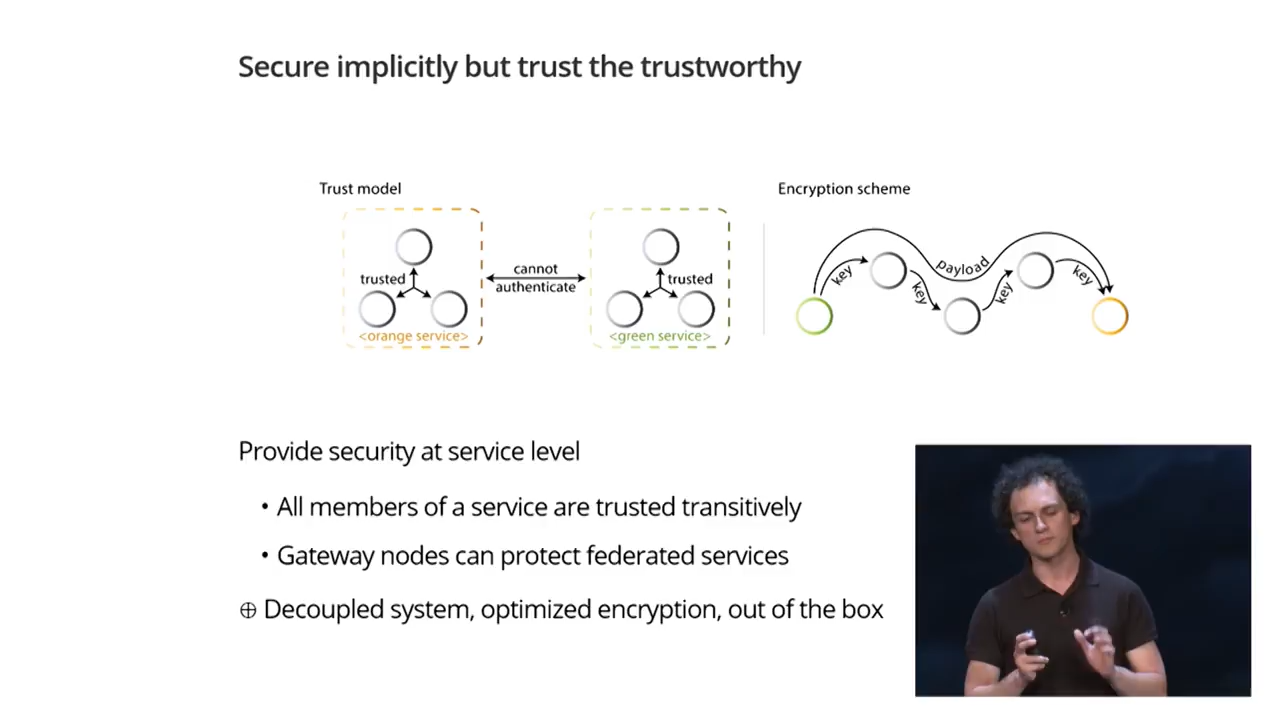 Secure implicitly but trust the trustworthy
Trust model
trusted
<orange service>
cannot
authenticate
trusted
<green service>
Encryption scheme
key
key
payload
key
key
Provide security at service level
• All members of a service are trusted transitively
• Gateway nodes can protect federated services
⊕ Decoupled system, optimized encryption, out of the box